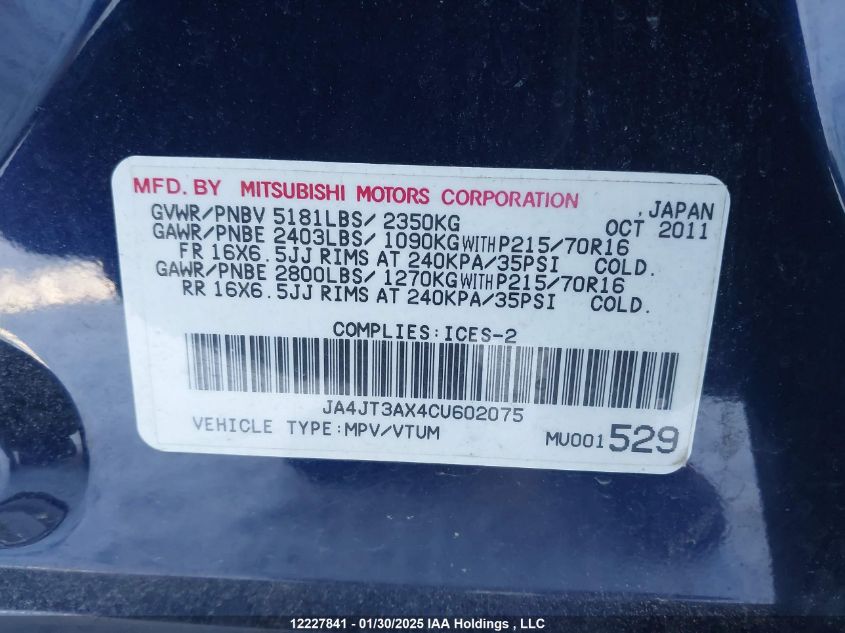 MFD. BY MITSUBISHI MOTORS CORPORATION , JAPAN
GVWR/PNBV 5181LBS/ 2350KG OCT 2011
GAWR/PNBE 2403LBS/ 1090KG WITH P215/70R16
FR 16X6.5JJ RIMS AT 240KPA/35PSI COLD.
GAWR/PNBE 2800LBS/ 1270KG WITH P215/70R16
RR 16X6.5JJ RIMS AT 240KPA/35PSI COLD.
COMPLIES:ICES-2
JA4JT3AX4CU602075
VEHICLE TYPE:MPV/VTUM MU001529
12227841 - 01/30/2025 IAA Holdings , LLC